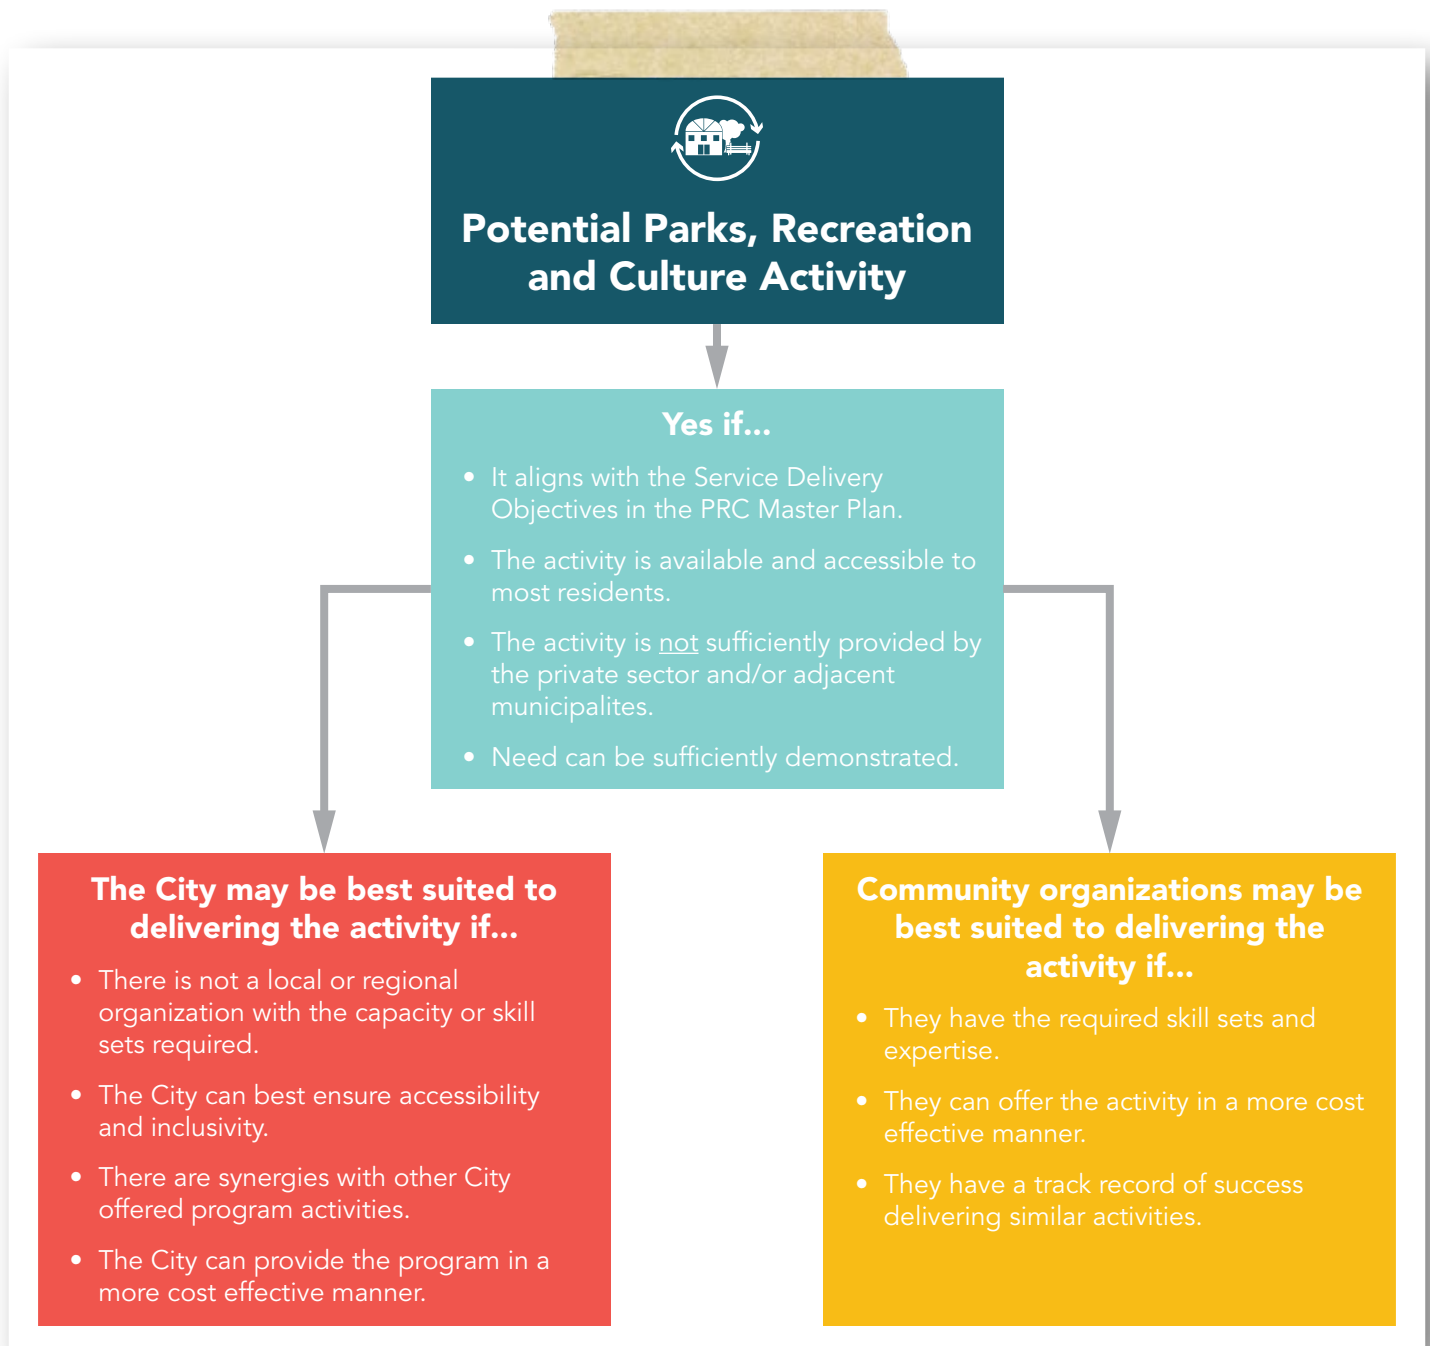 Potential Parks, Recreation
and Culture Activity
Yes if...
• It aligns with the Service Delivery
Objectives in the PRC Master Plan.
• The activity is available and accessible to
most residents.
• The activity is not sufficiently provided by
the private sector and/or adjacent
municipalites.
• Need can be sufficiently demonstrated.
The City may be best suited to
delivering the activity if...
• There is not a local or regional
organization with the capacity or skill
sets required.
• The City can best ensure accessibility
and inclusivity.
• There are synergies with other City
offered program activities.
• The City can provide the program in a
more cost effective manner.
Community organizations may be
best suited to delivering the
activity if...
• They have the required skill sets and
expertise.
• They can offer the activity in a more cost
effective manner.
• They have a track record of success
delivering similar activities.